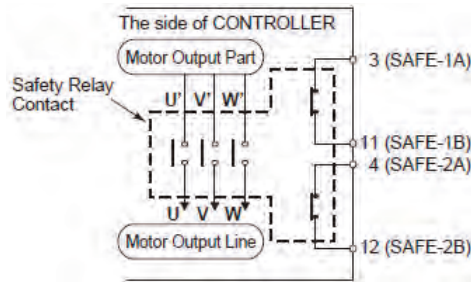 The side of CONTROLLER
Motor Output Part
3 (SAFE-1A)
Safety Relay
Contact
U' V' W'
11 (SAFE-1B)
4 (SAFE-2A)
U V W
Motor Output Line
12 (SAFE-2B)